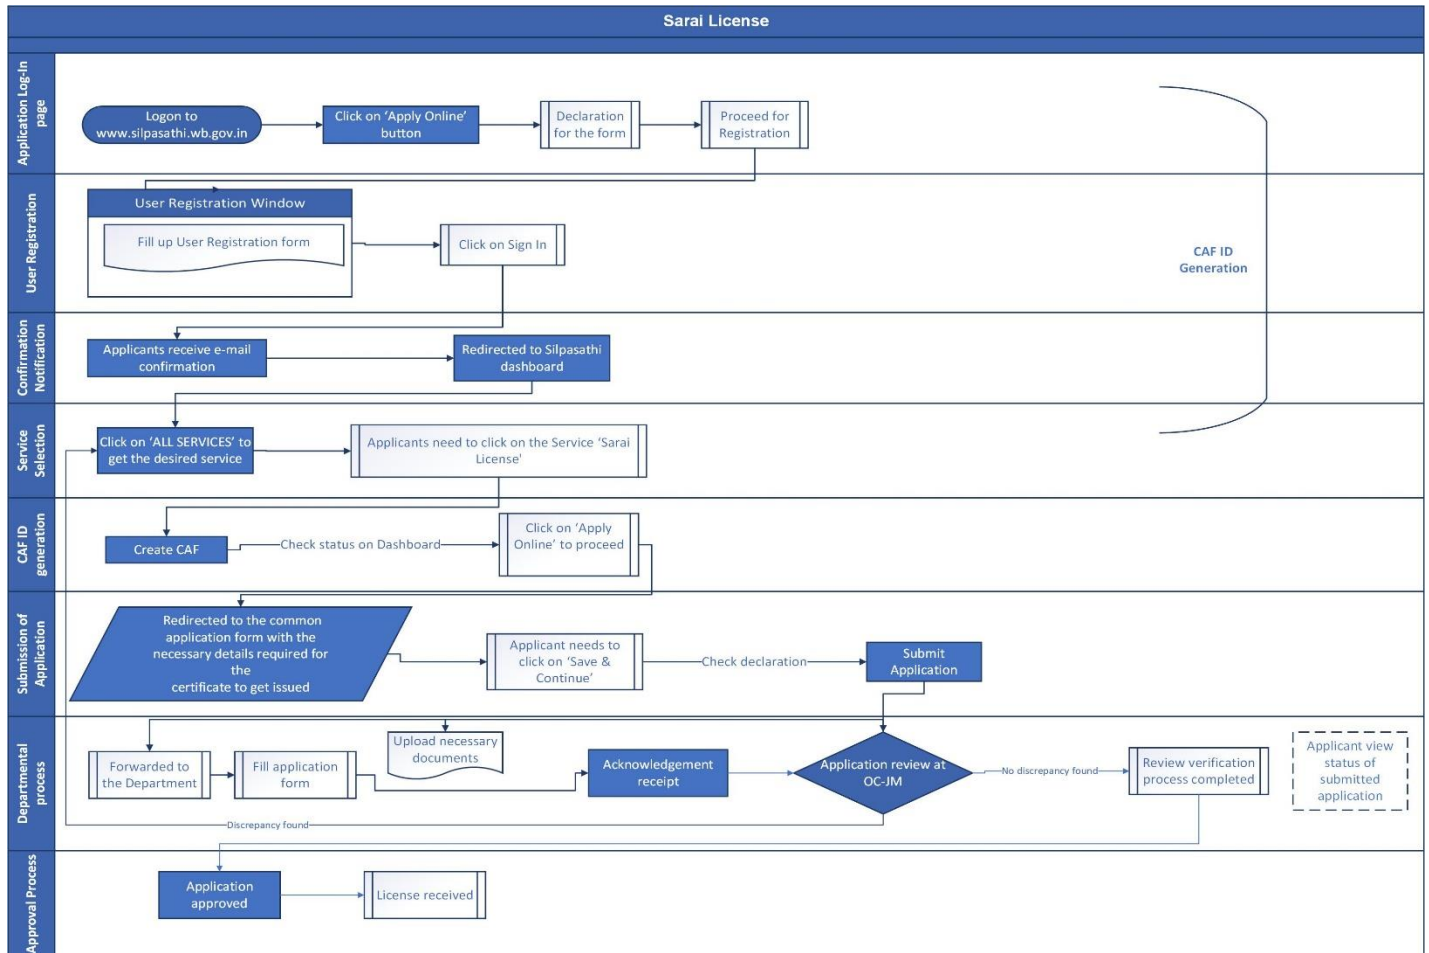 Sarai License
Application Log-In
page
Logon to
www.silpasathi.wb.gov.in
Click on ‘Apply Online’
button
Declaration
for the form
Proceed for
Registration
User Registration
User Registration Window
Fill up User Registration form
Click on Sign In
CAF ID
Generation
Confirmation
Notification
Applicants receive e-mail
confirmation
Redirected to Silpasathi
dashboard
Service
Selection
Click on ‘ALL SERVICES’ to
get the desired service
Applicants need to click on the Service 'Sarai
License'
CAF ID
generation
Create CAF
Check status on Dashboard
Click on ‘Apply
Online’ to proceed
Submission of
Application
Redirected to the common
application form with the
necessary details required for
the
certificate to get issued
Applicant needs to
click on ‘Save &
Continue’
Check declaration
Submit
Application
Departmental
process
Forwarded to
the Department
Fill application
form
Upload necessary
documents
Acknowledgement
receipt
Application review at
OC-JM
No discrepancy found
Review verification
process completed
Applicant view
status of
submitted
application
Discrepancy found
Approval Process
Application
approved
License received